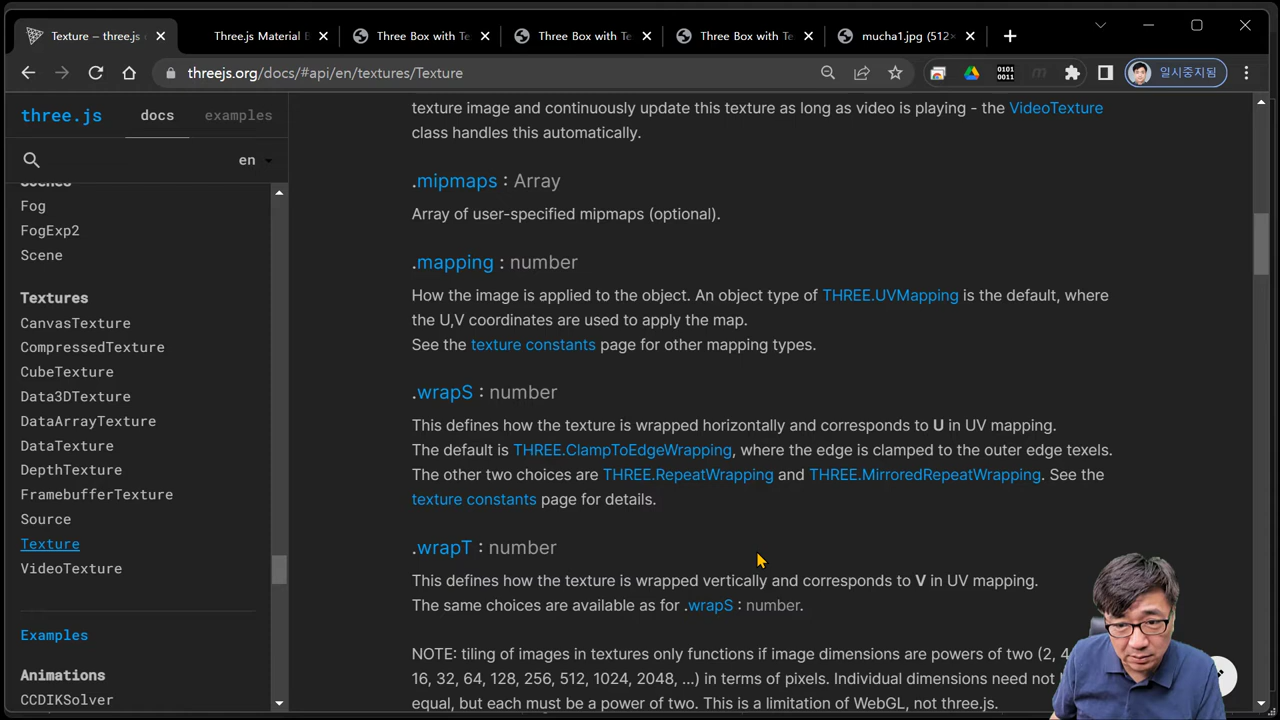 Texture – three.js
Three.js Material B
Three Box with Te
Three Box with Te
Three Box with Te
mucha1.jpg (512×
threejs.org/docs/#api/en/textures/Texture
일시중지됨
three.js
docs
examples
en
Scenes
Fog
FogExp2
Scene
Textures
CanvasTexture
CompressedTexture
CubeTexture
Data3DTexture
DataArrayTexture
DataTexture
DepthTexture
FramebufferTexture
Source
Texture
VideoTexture
Examples
Animations
CCDIKSolver
texture image and continuously update this texture as long as video is playing - the VideoTexture
class handles this automatically.
.mipmaps : Array
Array of user-specified mipmaps (optional).
.mapping : number
How the image is applied to the object. An object type of THREE.UVMapping is the default, where
the U,V coordinates are used to apply the map.
See the texture constants page for other mapping types.
.wrapS : number
This defines how the texture is wrapped horizontally and corresponds to U in UV mapping.
The default is THREE.ClampToEdgeWrapping, where the edge is clamped to the outer edge texels.
The other two choices are THREE.RepeatWrapping and THREE.MirroredRepeatWrapping. See the
texture constants page for details.
.wrapT : number
This defines how the texture is wrapped vertically and corresponds to V in UV mapping.
The same choices are available as for .wrapS : number.
NOTE: tiling of images in textures only functions if image dimensions are powers of two (2, 4
16, 32, 64, 128, 256, 512, 1024, 2048, ...) in terms of pixels. Individual dimensions need not
equal, but each must be a power of two. This is a limitation of WebGL, not three.js.